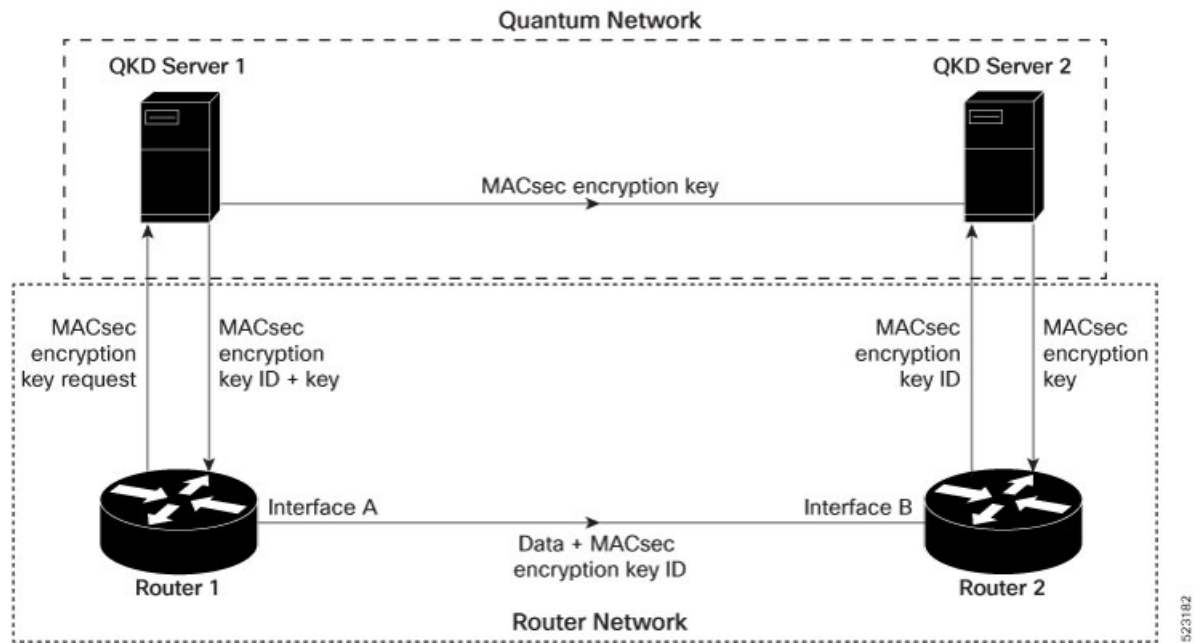 Quantum Network
QKD Server 1
QKD Server 2
MACsec encryption key
MACsec
encryption
key request
MACsec
encryption
key ID + key
MACsec
encryption
key ID
MACsec
encryption
key
Interface A
Interface B
Data + MACsec
encryption key ID
Router 1
Router 2
Router Network
523182